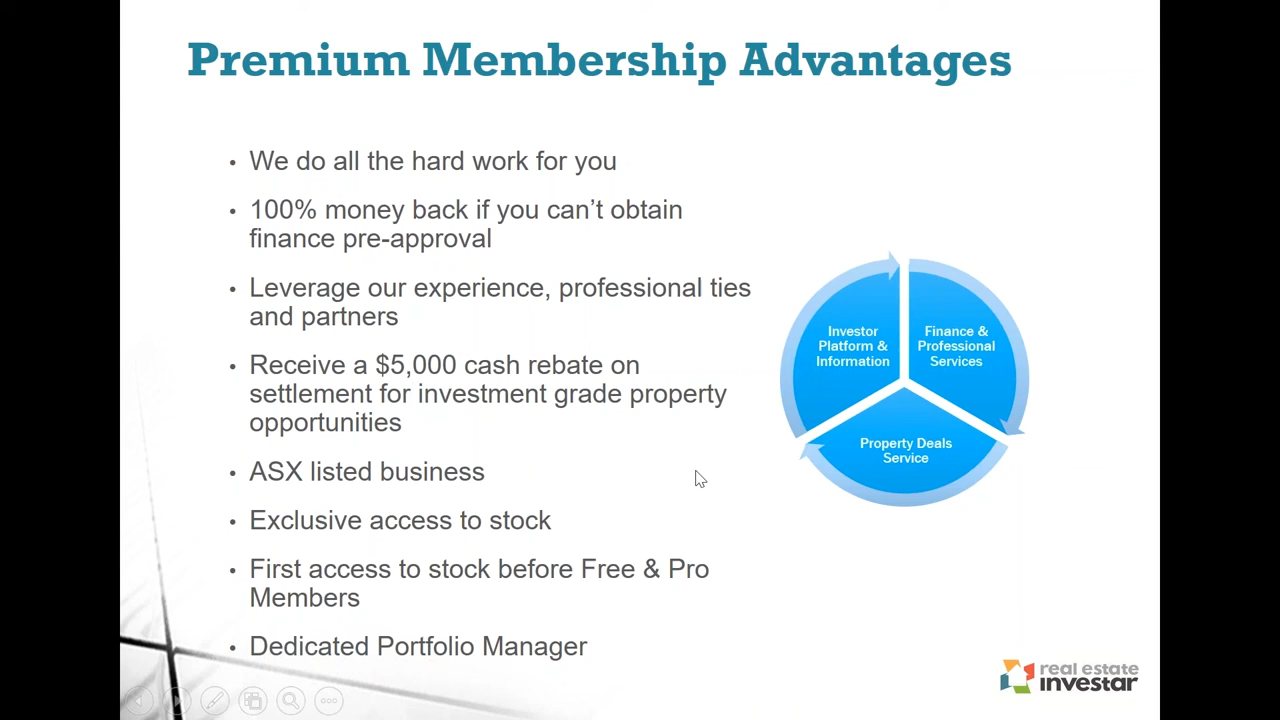 Premium Membership Advantages
• We do all the hard work for you
• 100% money back if you can’t obtain
finance pre-approval
• Leverage our experience, professional ties
and partners
• Receive a $5,000 cash rebate on
settlement for investment grade property
opportunities
• ASX listed business
• Exclusive access to stock
• First access to stock before Free & Pro
Members
• Dedicated Portfolio Manager
Investor
Platform &
Information
Finance &
Professional
Services
Property Deals
Service
real estate
investar